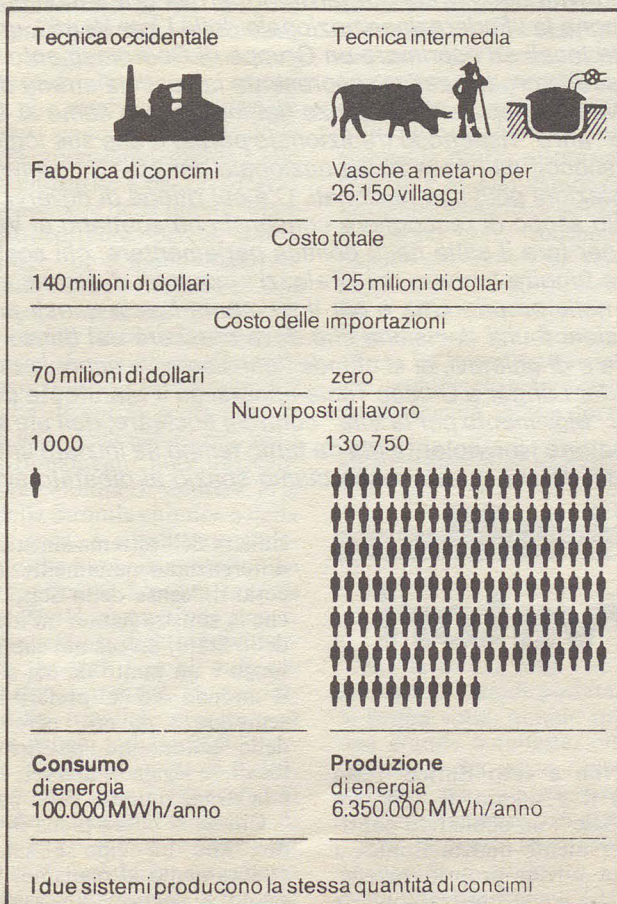 Tecnica occidentale
Tecnica intermedia
Fabbrica di concimi
Vasche a metano per
26.150 villaggi
Costo totale
140 milioni di dollari
125 milioni di dollari
Costo delle importazioni
70 milioni di dollari
zero
Nuovi posti di lavoro
1000
130 750
Consumo
di energia
100.000 MWh/anno
Produzione
di energia
6.350.000 MWh/anno
I due sistemi producono la stessa quantità di concimi